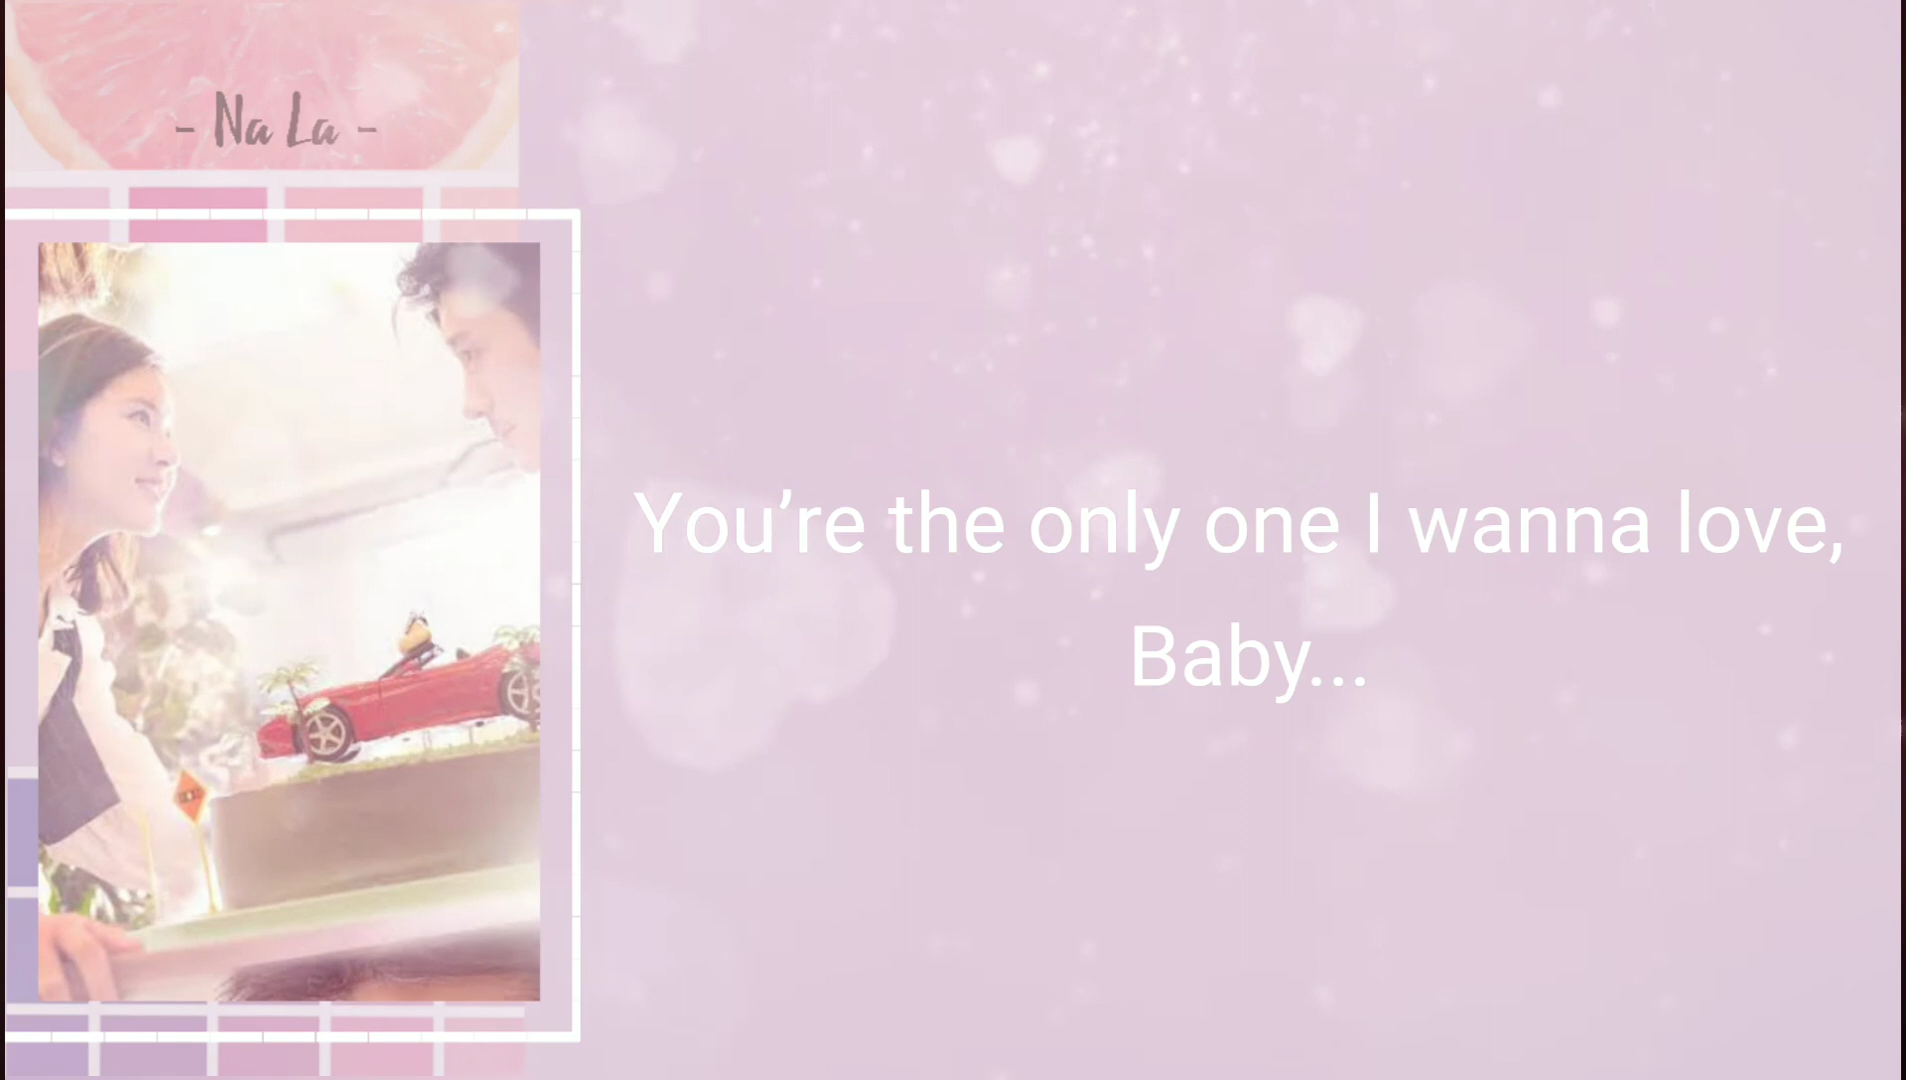 - Na La -
You’re the only one I wanna love,
Baby...